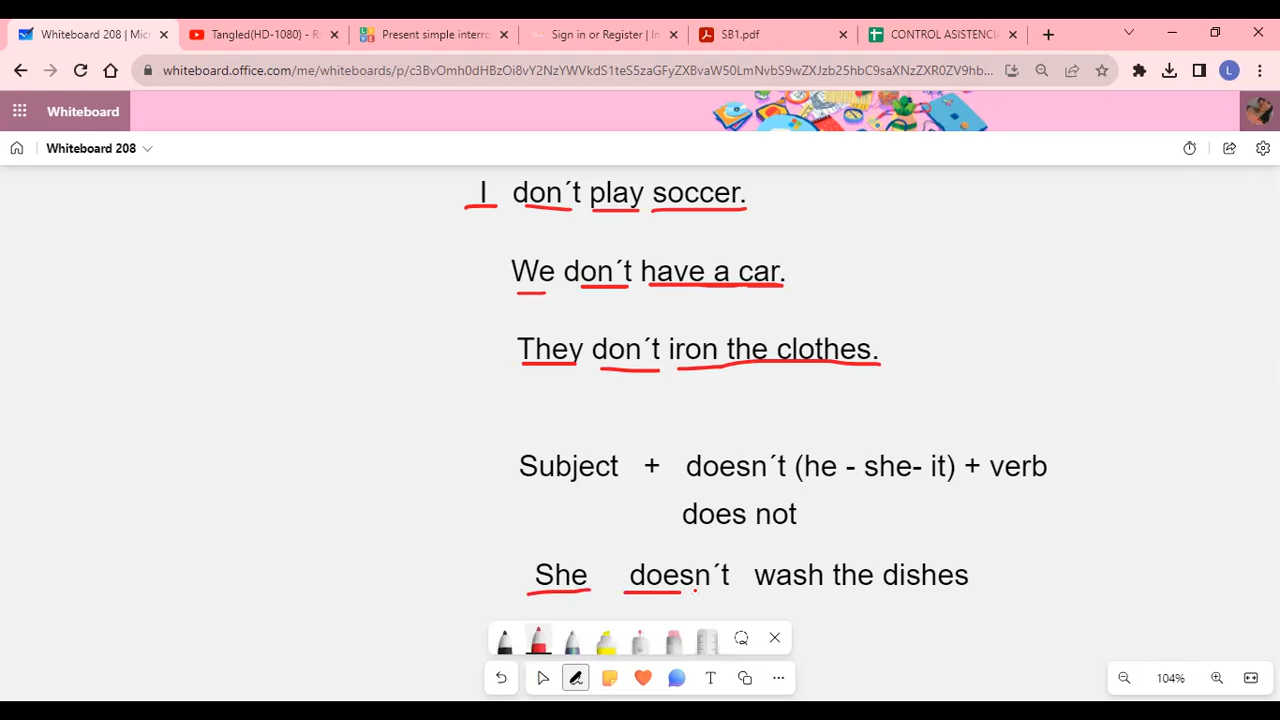 Whiteboard 208 | Micr
Tangled(HD-1080) - R
Present simple interro
Sign in or Register | In
SB1.pdf
CONTROL ASISTENCIA
whiteboard.office.com/me/whiteboards/p/c3BvOmh0dHBzOi8vY2NzYWVkdS1teS5zaGFyZXBvaW50LmNvbS9wZXJzb25hbC9saXNzZXR0ZV9hb...
L
Whiteboard
Whiteboard 208
I don´t play soccer.
We don´t have a car.
They don´t iron the clothes.
Subject + doesn´t (he - she- it) + verb
does not
She doesn´t wash the dishes
T
104%